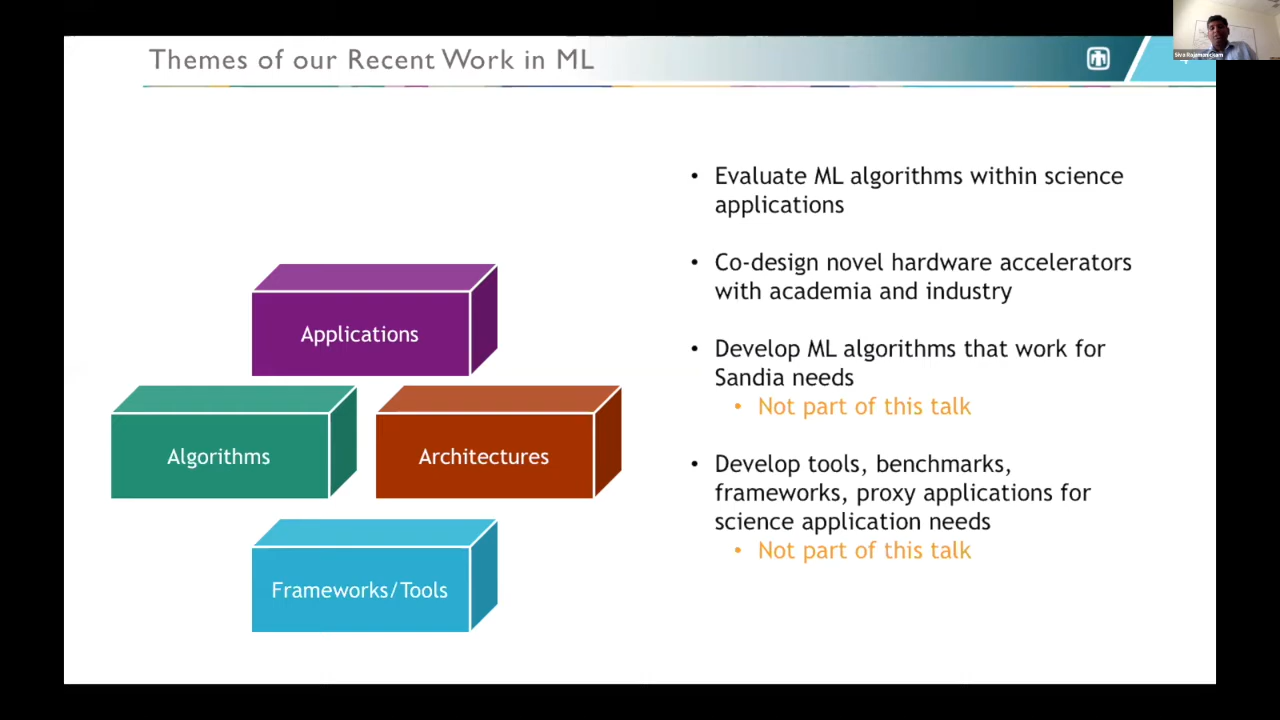 Themes of our Recent Work in ML
Siva Rajamanickam
• Evaluate ML algorithms within science
applications
• Co-design novel hardware accelerators
with academia and industry
• Develop ML algorithms that work for
Sandia needs
• Not part of this talk
• Develop tools, benchmarks,
frameworks, proxy applications for
science application needs
• Not part of this talk
Applications
Algorithms
Architectures
Frameworks/Tools